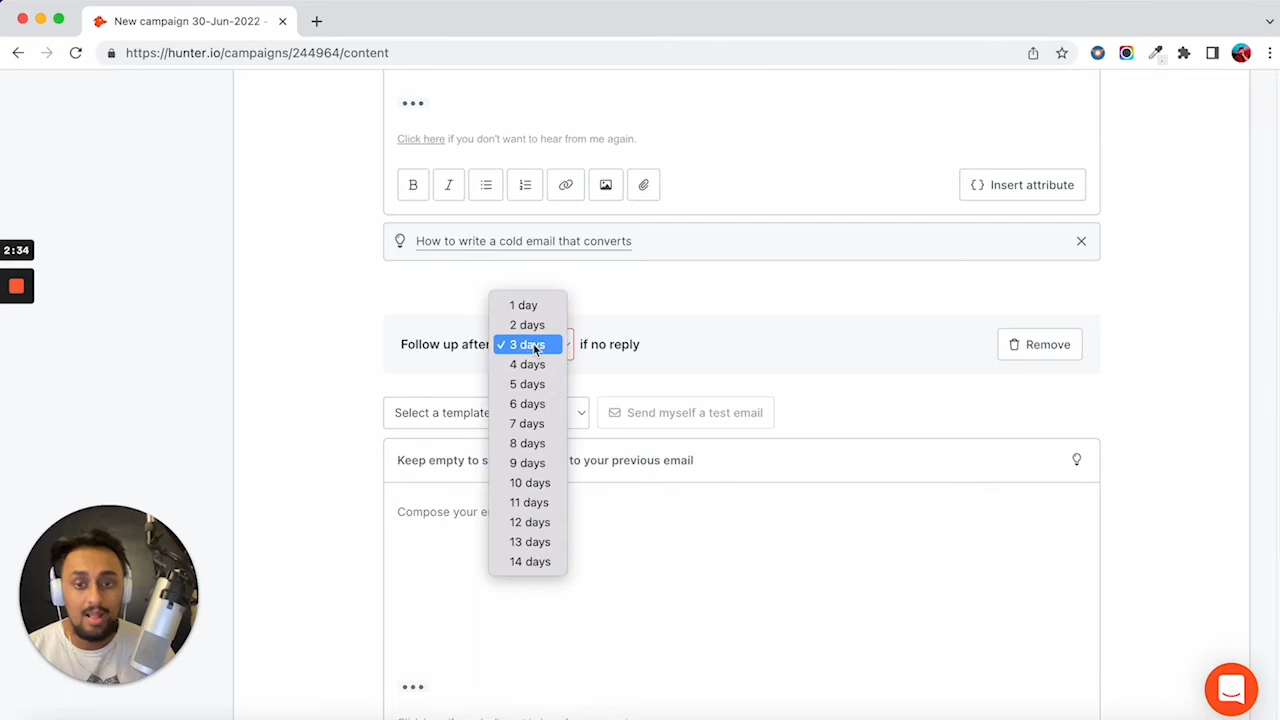 New campaign 30-Jun-2022 -
https://hunter.io/campaigns/244964/content
Click here if you don't want to hear from me again.
B
I
{} Insert attribute
2:34
How to write a cold email that converts
1 day
2 days
Follow up after
✓ 3 days
if no reply
Remove
4 days
5 days
6 days
7 days
8 days
9 days
10 days
11 days
12 days
13 days
14 days
Select a template
Send myself a test email
Keep empty to s
to your previous email
Compose your e